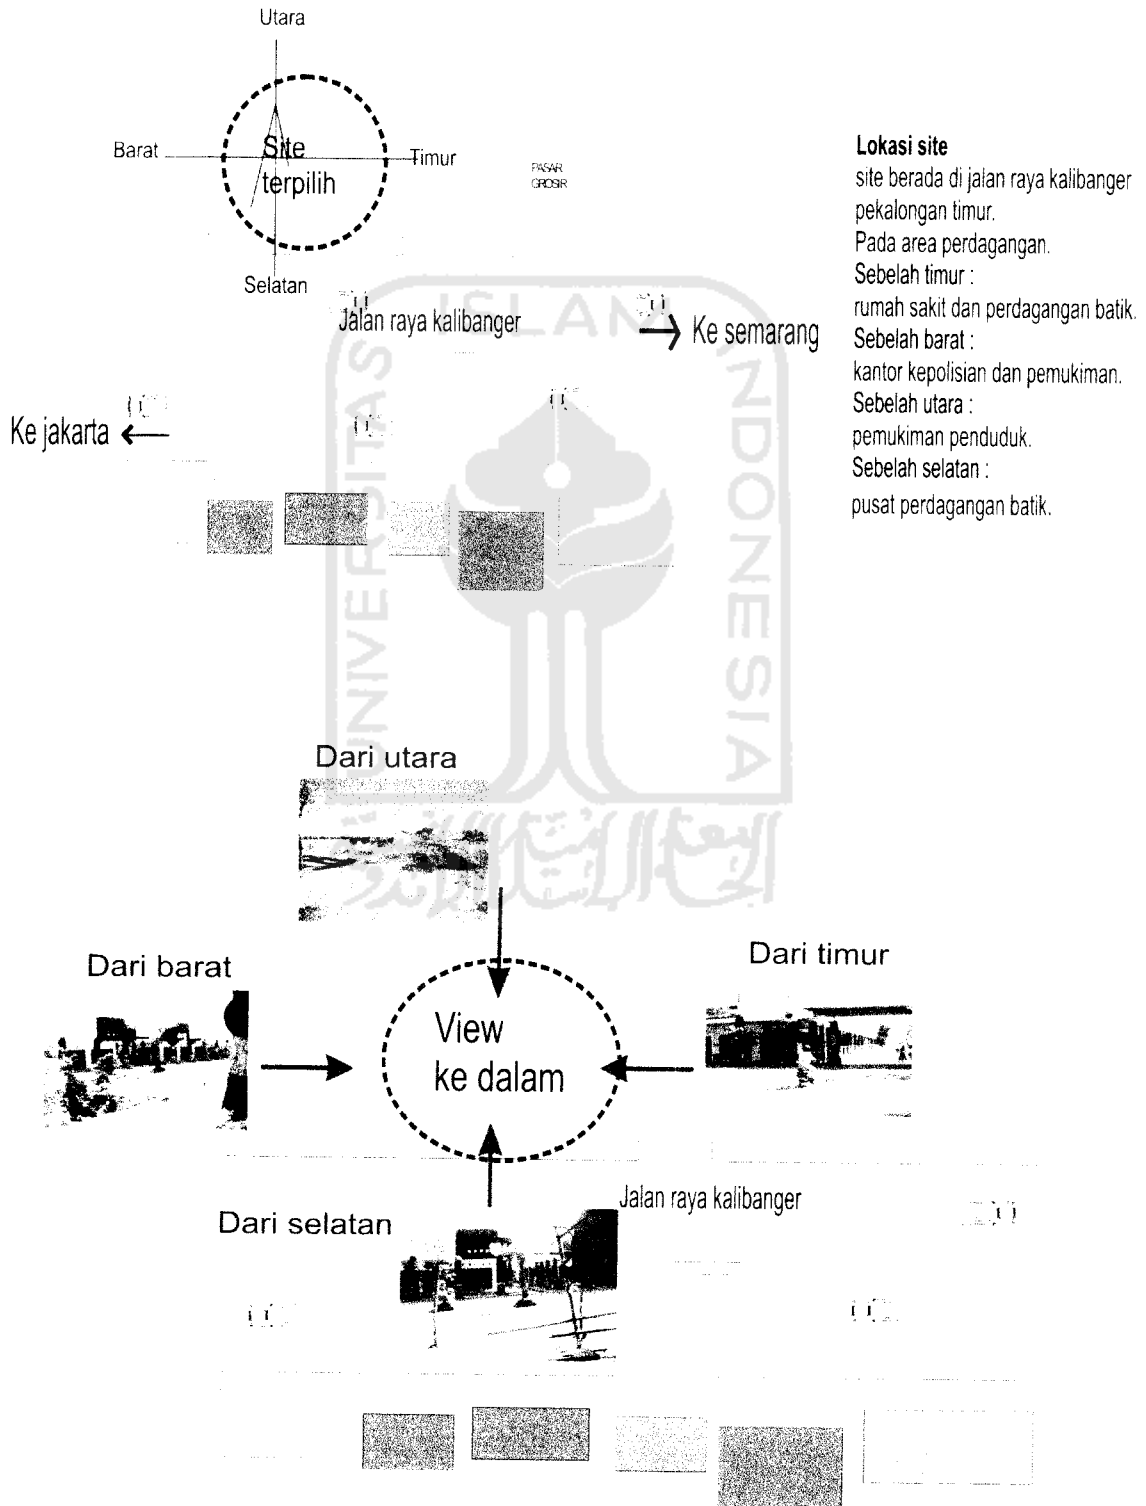 Utara
Barat
Site
terpilih
Timur
Selatan
PASAR
GROSIR
Jalan raya kalibanger
Ke semarang
Ke jakarta
Lokasi site
site berada di jalan raya kalibanger
pekalongan timur.
Pada area perdagangan.
Sebelah timur :
rumah sakit dan perdagangan batik.
Sebelah barat :
kantor kepolisian dan pemukiman.
Sebelah utara :
pemukiman penduduk.
Sebelah selatan :
pusat perdagangan batik.
UNIVERSITAS
ISLAM
INDONESIA
Dari utara
Dari barat
Dari timur
View
ke dalam
Dari selatan
Jalan raya kalibanger